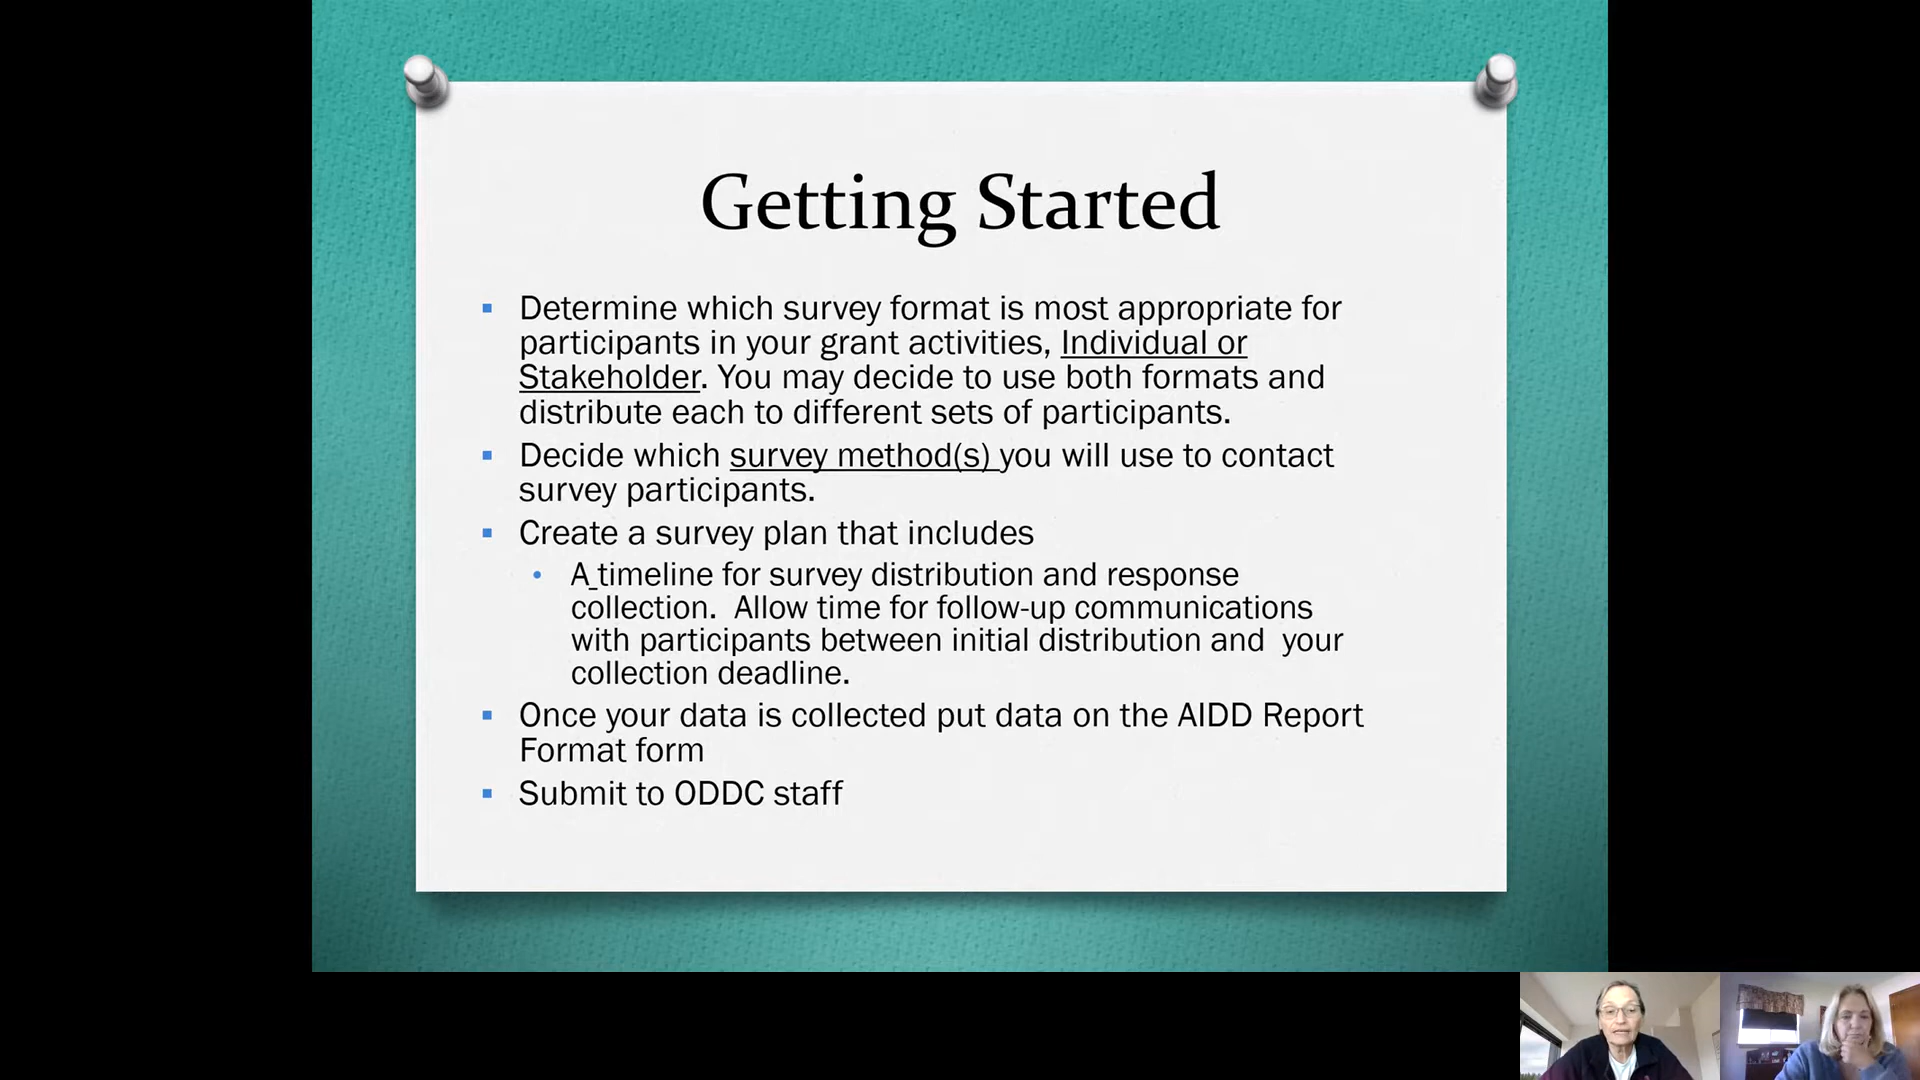 Getting Started
▪ Determine which survey format is most appropriate for
participants in your grant activities, Individual or
Stakeholder. You may decide to use both formats and
distribute each to different sets of participants.
▪ Decide which survey method(s) you will use to contact
survey participants.
▪ Create a survey plan that includes
• A timeline for survey distribution and response
collection.  Allow time for follow-up communications
with participants between initial distribution and  your
collection deadline.
▪ Once your data is collected put data on the AIDD Report
Format form
▪ Submit to ODDC staff